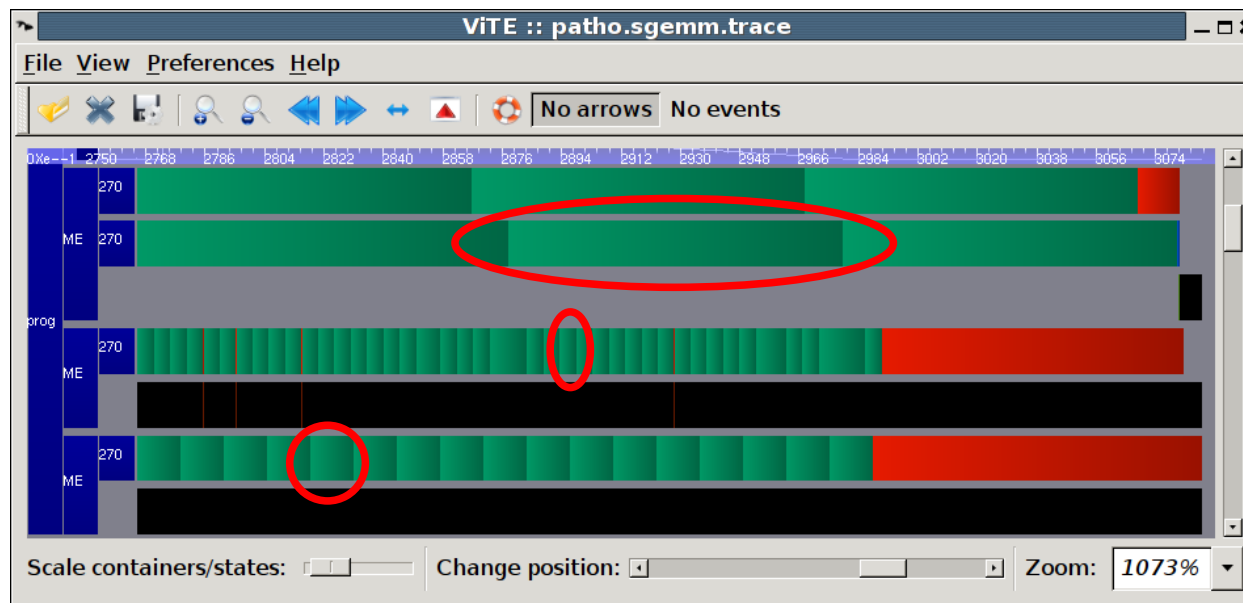 ViTE :: patho.sgemm.trace
File View Preferences Help
No arrows No events
0Xe--1 2750 2768 2786 2804 2822 2840 2858 2876 2894 2912 2930 2948 2966 2984 3002 3020 3038 3056 3074
270
ME 270
prog
270
ME
270
ME
Scale containers/states: Change position: Zoom: 1073%